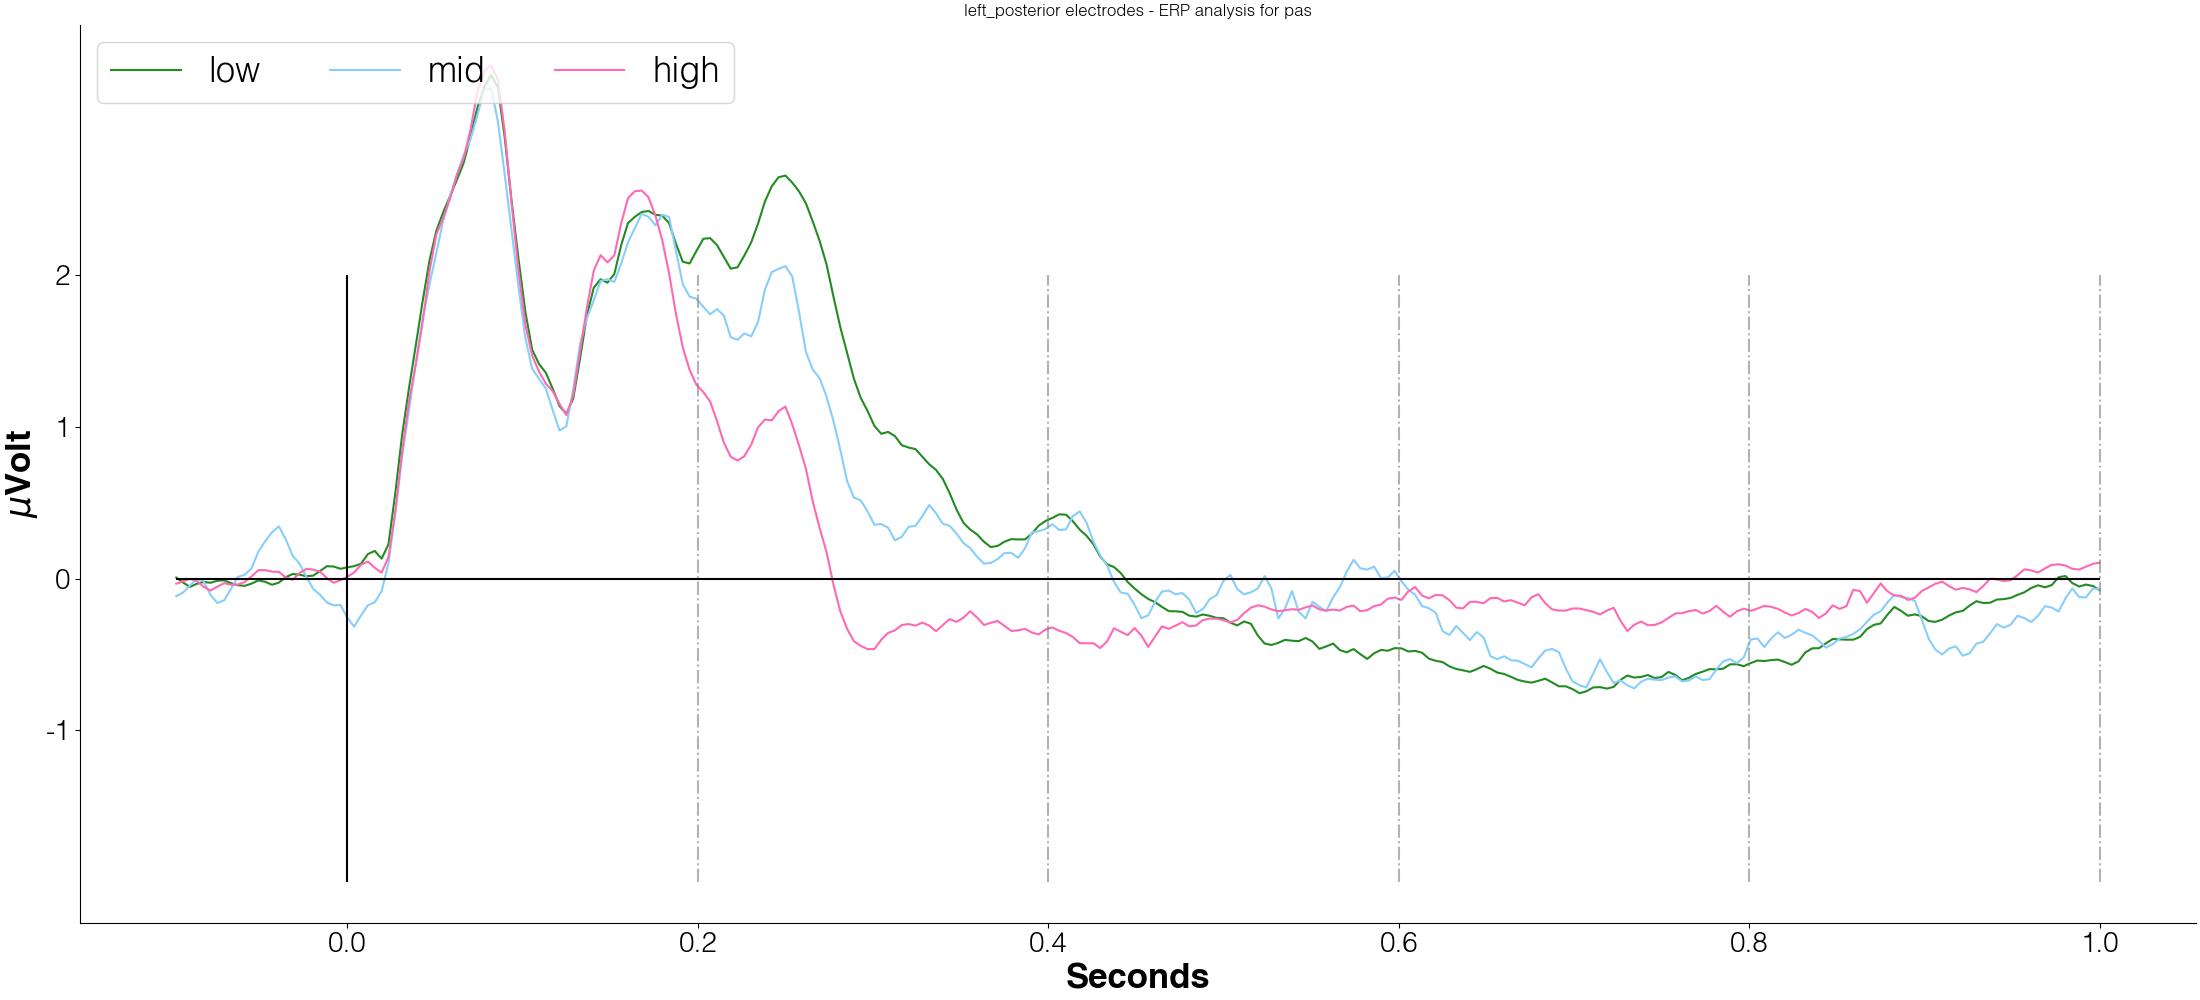 left_posterior electrodes - ERP analysis for pas
low mid high
2
1
0
-1
μVolt
0.0 0.2 0.4 0.6 0.8 1.0
Seconds